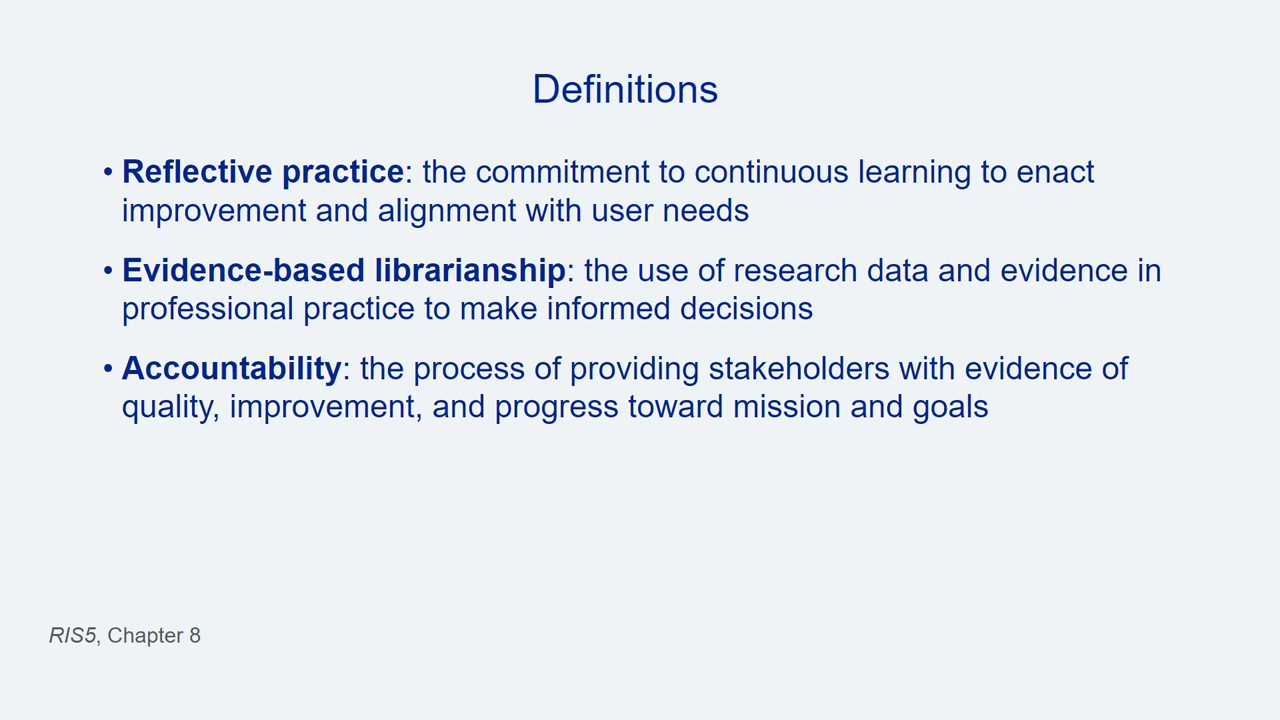 Definitions
• Reflective practice: the commitment to continuous learning to enact
improvement and alignment with user needs
• Evidence-based librarianship: the use of research data and evidence in
professional practice to make informed decisions
• Accountability: the process of providing stakeholders with evidence of
quality, improvement, and progress toward mission and goals
RIS5, Chapter 8